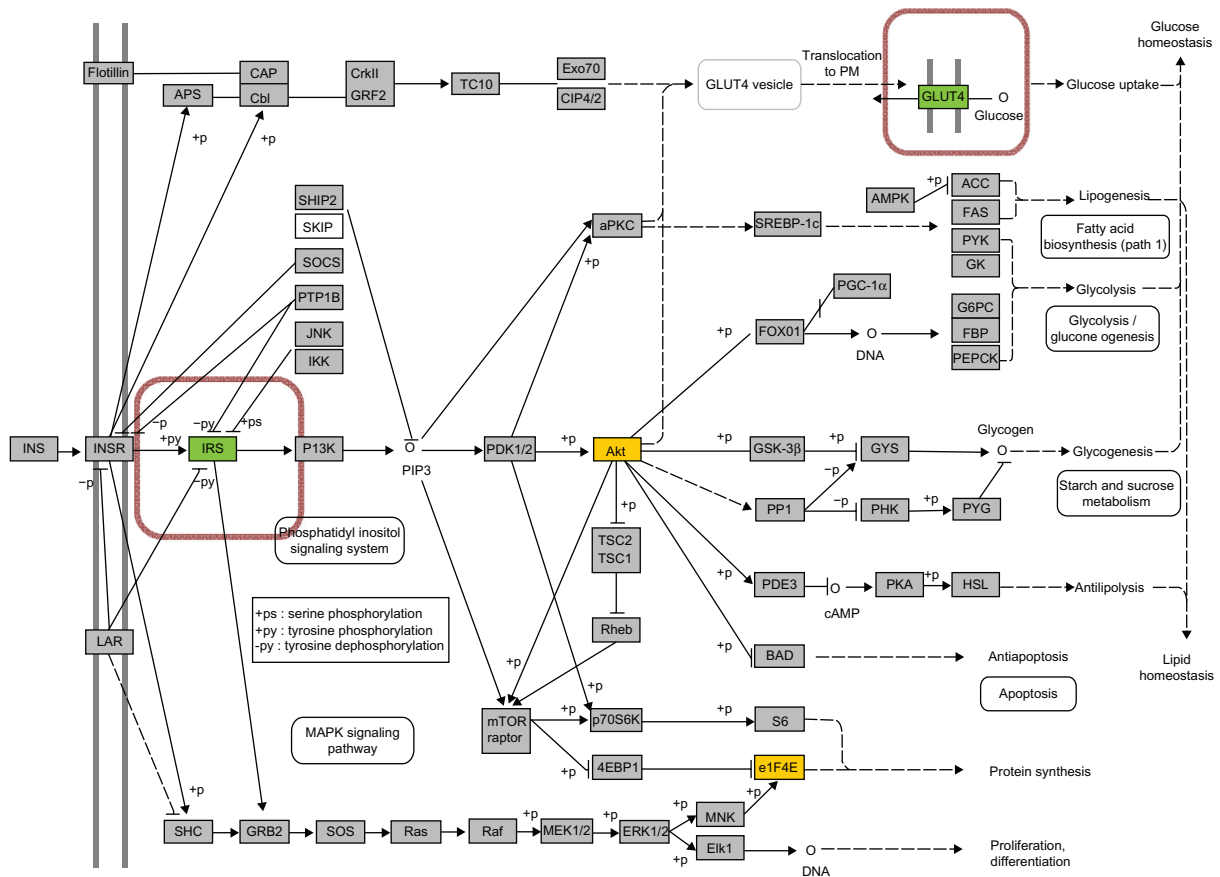 Glucose
homeostasis
Flotillin
CAP
CrkII
GRF2
TC10
Exo70
CIP4/2
GLUT4 vesicle
Translocation
to PM
GLUT4
O
Glucose
Glucose uptake
APS
Cbl
+p
+p
SHIP2
SKIP
SOCS
PTP1B
JNK
IKK
aPKC
+p
SREBP-1c
AMPK
+p
ACC
FAS
PYK
GK
Lipogenesis
Fatty acid
biosynthesis (path 1)
PGC-1α
+p
FOX01
O
DNA
G6PC
FBP
PEPCK
Glycolysis
Glycolysis /
glucone ogenesis
INS
INSR
–p
+py
–py
+ps
IRS
P13K
O
PIP3
PDK1/2
+p
Akt
+p
GSK-3β
+p
GYS
Glycogen
O
Glycogenesis
–p
–py
–p
PP1
–p
PHK
+p
PYG
Starch and sucrose
metabolism
Phosphatidyl inositol
signaling system
+p
TSC2
TSC1
+p
PDE3
O
cAMP
PKA
+p
HSL
Antilipolysis
+ps : serine phosphorylation
+py : tyrosine phosphorylation
-py : tyrosine dephosphorylation
LAR
Rheb
+p
+p
BAD
Antiapoptosis
Lipid
homeostasis
Apoptosis
+p
MAPK signaling
pathway
mTOR
raptor
+p
p70S6K
+p
S6
+p
4EBP1
+p
e1F4E
Protein synthesis
+p
SHC
GRB2
SOS
Ras
Raf
+p
MEK1/2
+p
ERK1/2
+p
MNK
+p
+p
Elk1
O
DNA
Proliferation,
differentiation